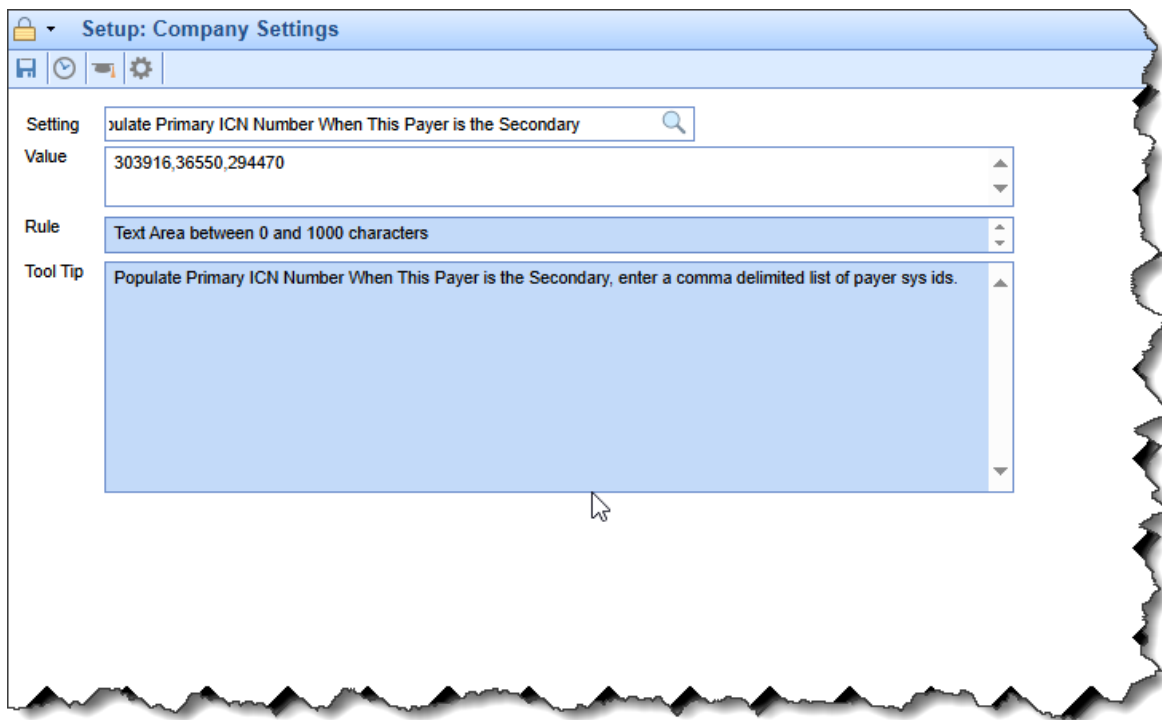 Setup: Company Settings
Setting
pulate Primary ICN Number When This Payer is the Secondary
Value
303916,36550,294470
Rule
Text Area between 0 and 1000 characters
Tool Tip
Populate Primary ICN Number When This Payer is the Secondary, enter a comma delimited list of payer sys ids.